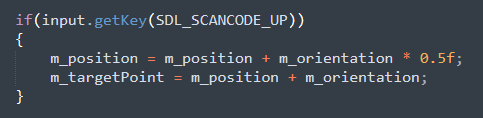 if(input.getKey(SDL_SCANCODE_UP))
{
    m_position = m_position + m_orientation * 0.5f;
    m_targetPoint = m_position + m_orientation;
}